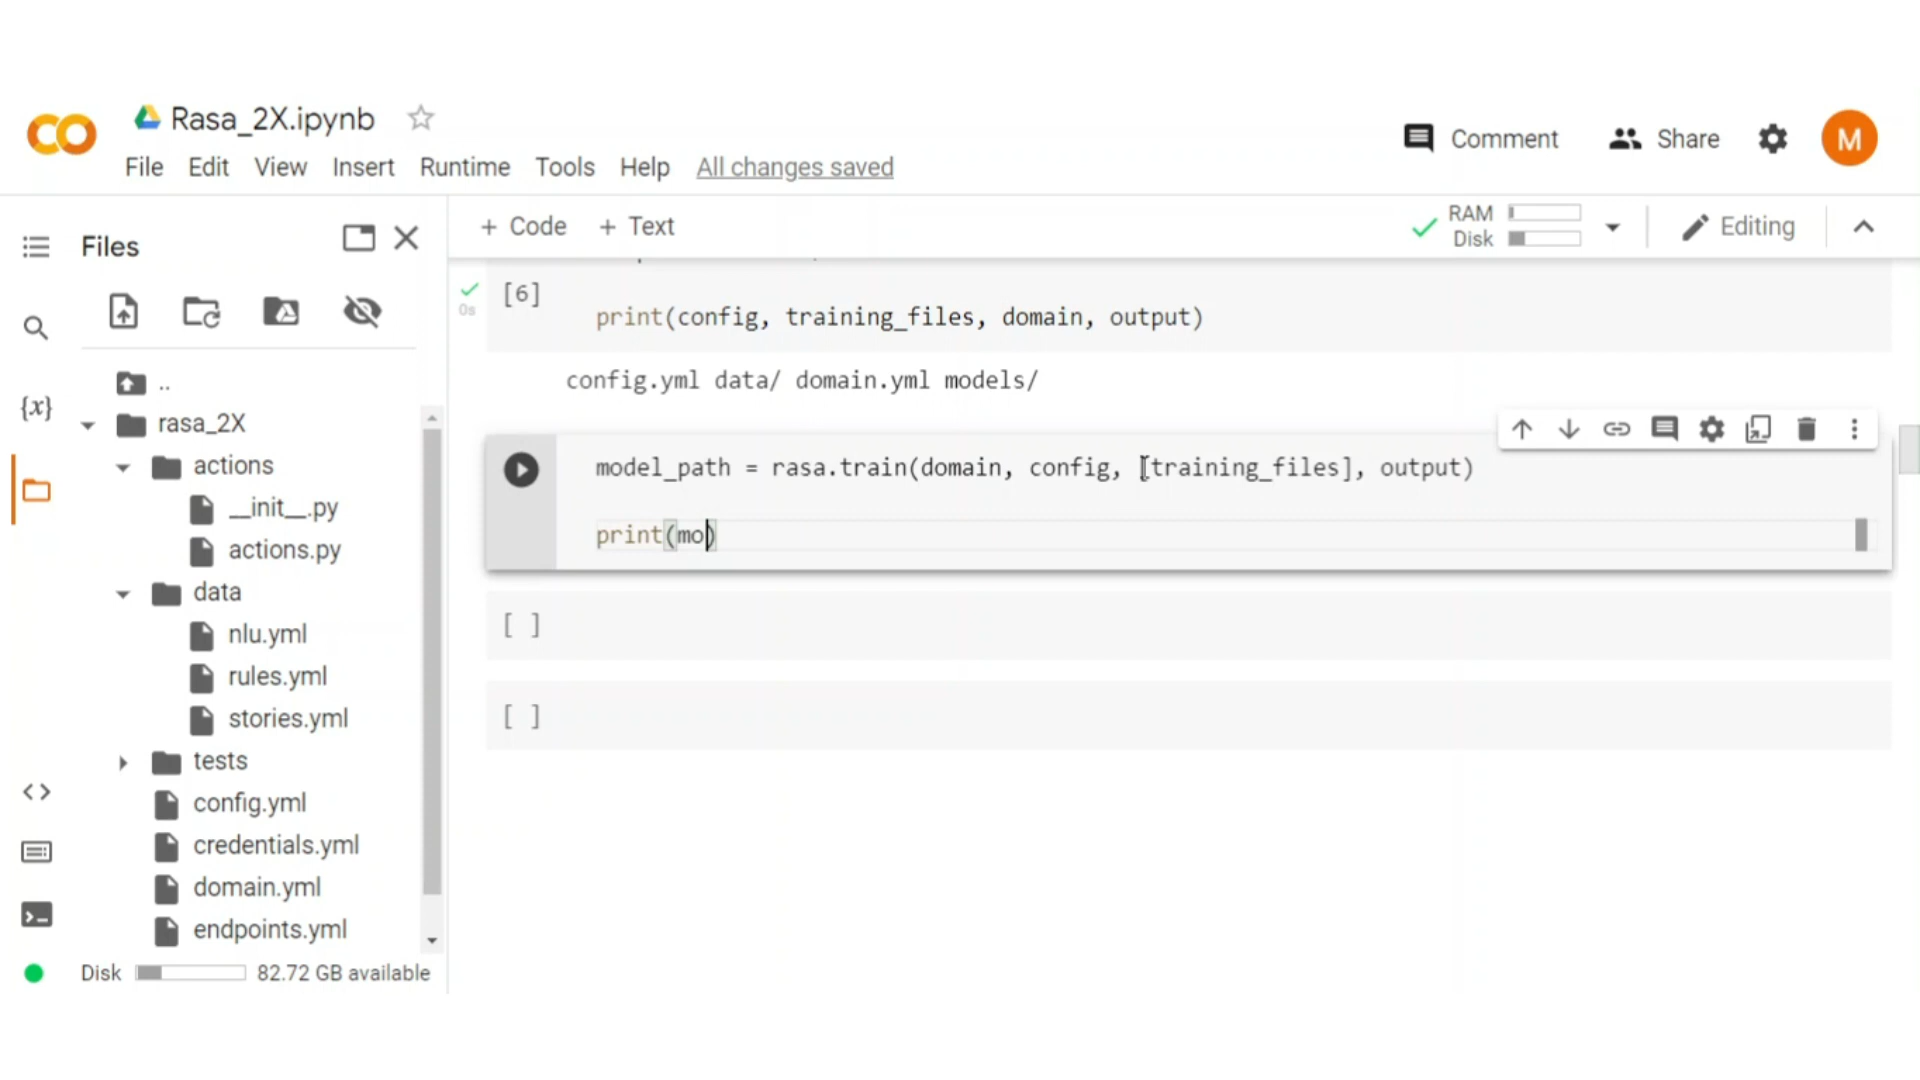 Rasa_2X.ipynb
File Edit View Insert Runtime Tools Help All changes saved
Comment Share M
Files
+ Code + Text
RAM
Disk
Editing
[6]
0s
print(config, training_files, domain, output)
config.yml data/ domain.yml models/
model_path = rasa.train(domain, config, [training_files], output)
print(mo)
[ ]
[ ]
{x}
..
rasa_2X
actions
__init__.py
actions.py
data
nlu.yml
rules.yml
stories.yml
tests
config.yml
credentials.yml
domain.yml
endpoints.yml
Disk 82.72 GB available